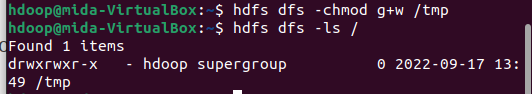 hdoop@mida-VirtualBox:~$ hdfs dfs -chmod g+w /tmp
hdoop@mida-VirtualBox:~$ hdfs dfs -ls /
Found 1 items
drwxrwxr-x   - hdoop supergroup          0 2022-09-17 13:
49 /tmp